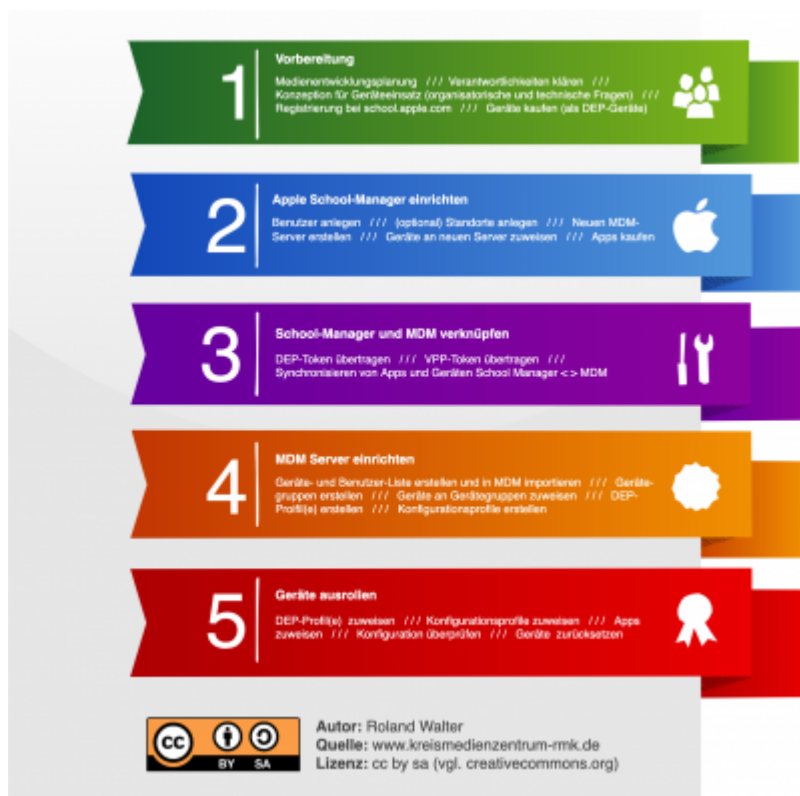 1
Vorbereitung
Medienentwicklungsplanung /// Verantwortlichkeiten klären ///
Konzeption für Geräteeinsatz (organisatorische und technische Fragen) ///
Registrierung bei school.apple.com /// Geräte kaufen (als DEP-Geräte)
2
Apple School-Manager einrichten
Benutzer anlegen /// (optional) Standorte anlegen /// Neuen MDM-
Server erstellen /// Geräte an neuen Server zuweisen /// Apps kaufen
3
School-Manager und MDM verknüpfen
DEP-Token übertragen /// VPP-Token übertragen ///
Synchronisieren von Apps und Geräten School Manager <> MDM
4
MDM Server einrichten
Geräte- und Benutzer-Liste erstellen und in MDM importieren /// Geräte-
gruppen erstellen /// Geräte an Gerätegruppen zuweisen /// DEP-
Profil(e) erstellen /// Konfigurationsprofile erstellen
5
Geräte ausrollen
DEP-Profil(e) zuweisen /// Konfigurationsprofile zuweisen /// Apps
zuweisen /// Konfiguration überprüfen /// Geräte zurücksetzen
cc
BY SA
Autor: Roland Walter
Quelle: www.kreismedienzentrum-rmk.de
Lizenz: cc by sa (vgl. creativecommons.org)